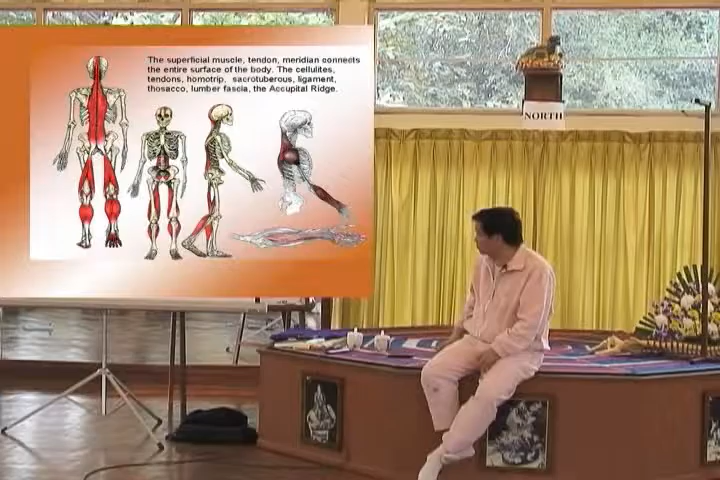 The superficial muscle, tendon, meridian connects
the entire surface of the body. The cellulites,
tendons, homotrip, sacrotuberous, ligament,
thosacco, lumber fascia, the Accupital Ridge.
NORTH